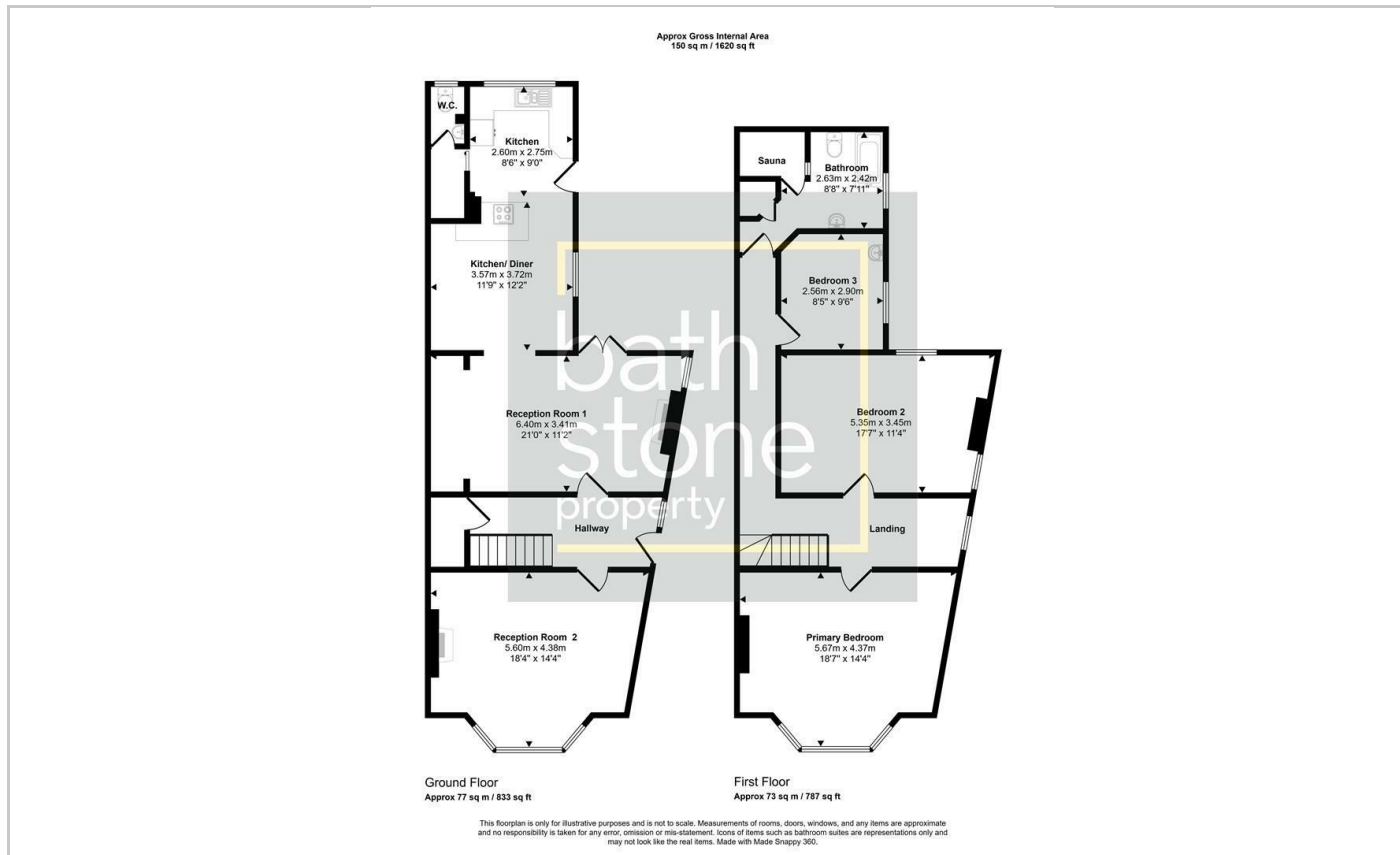 Approx Gross Internal Area
150 sq m / 1620 sq ft
W.C.
Kitchen
2.60m x 2.75m
8'6" x 9'0"
Kitchen/ Diner
3.57m x 3.72m
11'9" x 12'2"
Reception Room 1
6.40m x 3.41m
21'0" x 11'2"
Hallway
Reception Room 2
5.60m x 4.38m
18'4" x 14'4"
Ground Floor
Approx 77 sq m / 833 sq ft
Sauna
Bathroom
2.63m x 2.42m
8'8" x 7'11"
Bedroom 3
2.56m x 2.90m
8'5" x 9'6"
Bedroom 2
5.35m x 3.45m
17'7" x 11'4"
Landing
Primary Bedroom
5.67m x 4.37m
18'7" x 14'4"
First Floor
Approx 73 sq m / 787 sq ft
bath
stone
property
This floorplan is only for illustrative purposes and is not to scale. Measurements of rooms, doors, windows, and any items are approximate
and no responsibility is taken for any error, omission or mis-statement. Icons of items such as bathroom suites are representations only and
may not look like the real items. Made with Made Snappy 360.